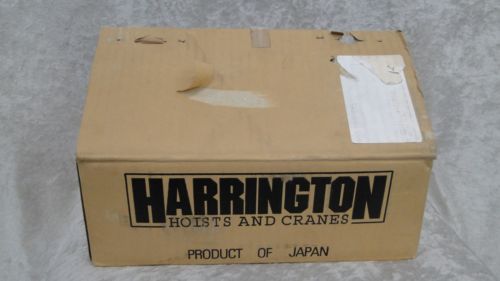 HARRINGTON
HOISTS AND CRANES
PRODUCT OF JAPAN